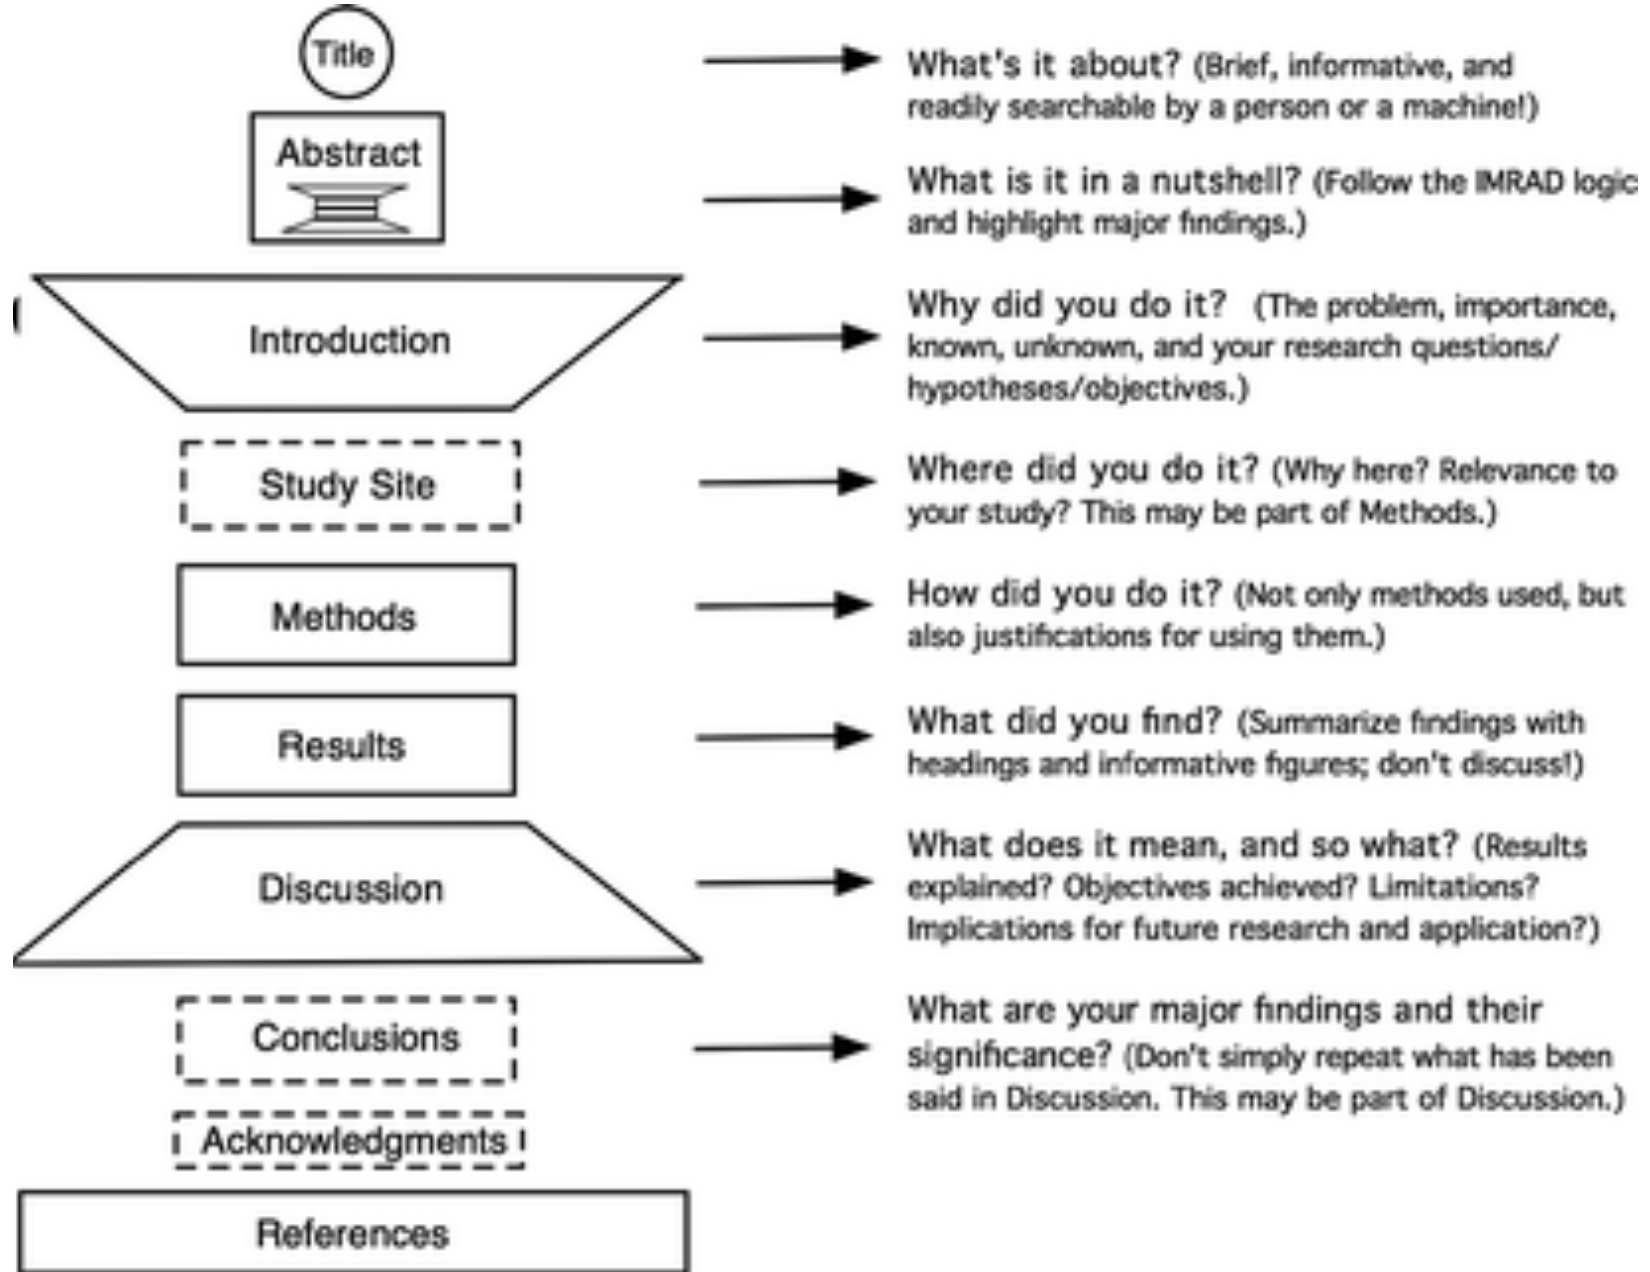 Title
What's it about? (Brief, informative, and
readily searchable by a person or a machine!)
Abstract
What is it in a nutshell? (Follow the IMRAD logic
and highlight major findings.)
Introduction
Why did you do it? (The problem, importance,
known, unknown, and your research questions/
hypotheses/objectives.)
Study Site
Where did you do it? (Why here? Relevance to
your study? This may be part of Methods.)
Methods
How did you do it? (Not only methods used, but
also justifications for using them.)
Results
What did you find? (Summarize findings with
headings and informative figures; don't discuss!)
Discussion
What does it mean, and so what? (Results
explained? Objectives achieved? Limitations?
Implications for future research and application?)
Conclusions
What are your major findings and their
significance? (Don't simply repeat what has been
said in Discussion. This may be part of Discussion.)
Acknowledgments
References